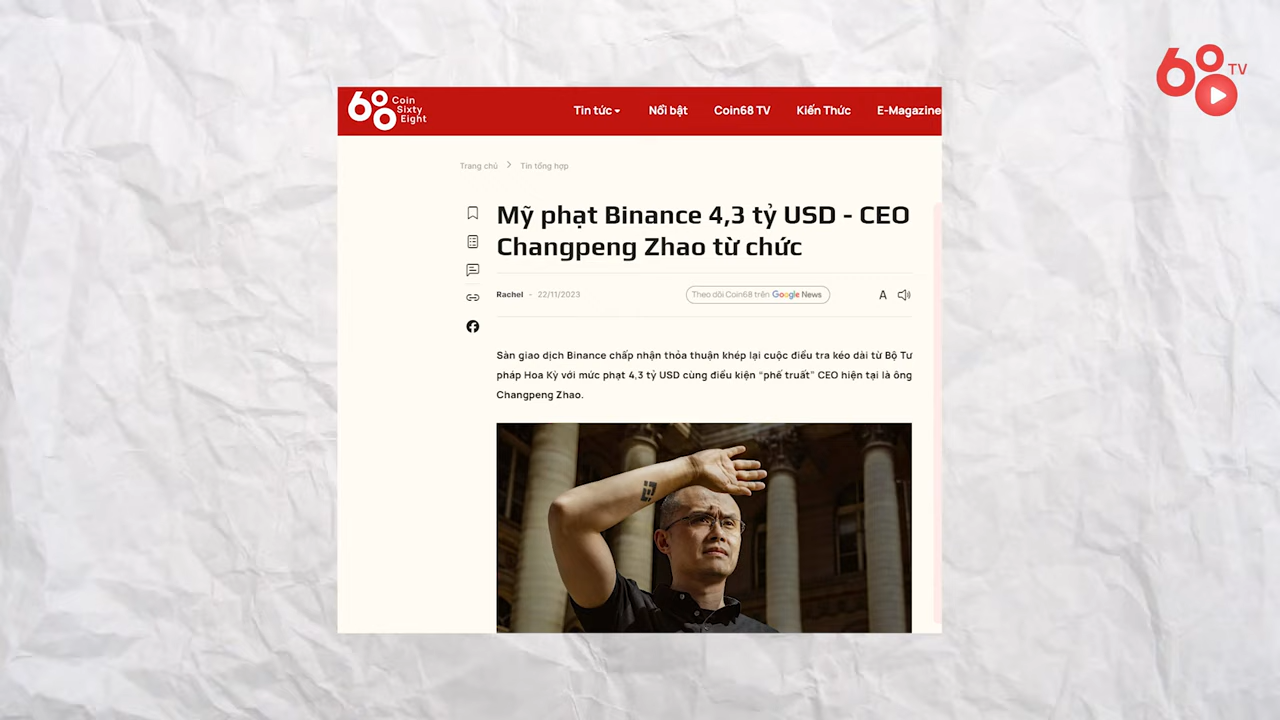 68 TV
68 Coin Sixty Eight
Tin tức Nổi bật Coin68 TV Kiến Thức E-Magazine
Trang chủ > Tin tổng hợp
Mỹ phạt Binance 4,3 tỷ USD - CEO
Changpeng Zhao từ chức
Rachel - 22/11/2023 Theo dõi Coin68 trên Google News A
Sàn giao dịch Binance chấp nhận thỏa thuận khép lại cuộc điều tra kéo dài từ Bộ Tư
pháp Hoa Kỳ với mức phạt 4,3 tỷ USD cùng điều kiện “phế truất” CEO hiện tại là ông
Changpeng Zhao.